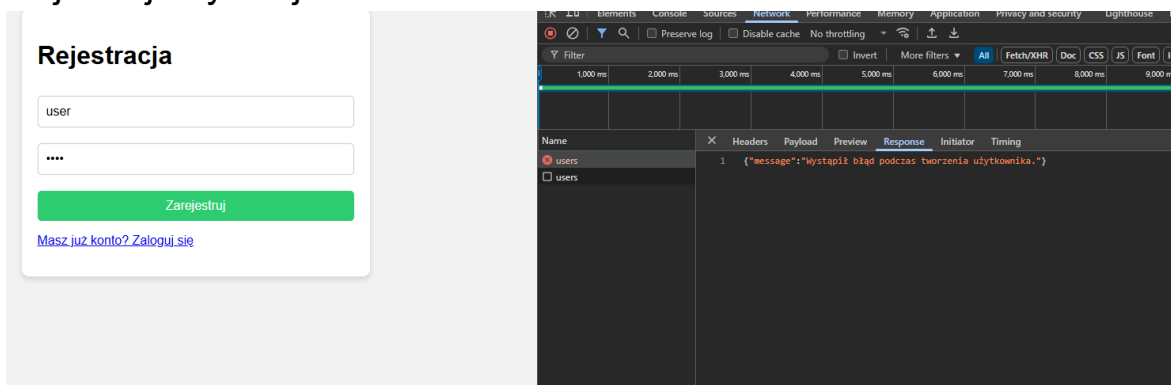 Rejestracja
user
••••
Zarejestruj
Masz już konto? Zaloguj się
Elements Console Sources Network Performance Memory Application Privacy and security Lighthouse
Preserve log Disable cache No throttling
Filter Invert More filters All Fetch/XHR Doc CSS JS Font
1,000 ms 2,000 ms 3,000 ms 4,000 ms 5,000 ms 6,000 ms 7,000 ms 8,000 ms 9,000 m
Name Headers Payload Preview Response Initiator Timing
users 1 {"message":"Wystąpił błąd podczas tworzenia użytkownika."}
users